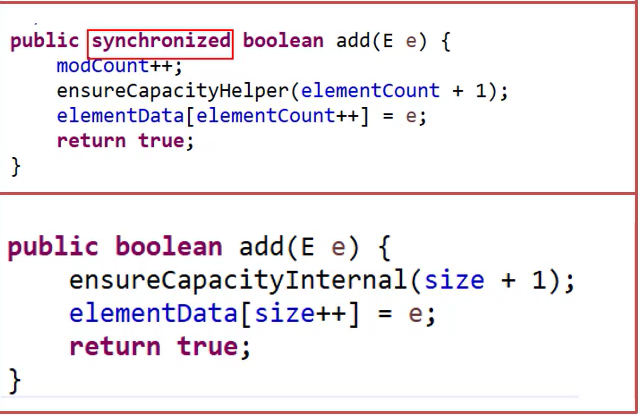 public synchronized boolean add(E e) {
    modCount++;
    ensureCapacityHelper(elementCount + 1);
    elementData[elementCount++] = e;
    return true;
}
public boolean add(E e) {
    ensureCapacityInternal(size + 1);
    elementData[size++] = e;
    return true;
}